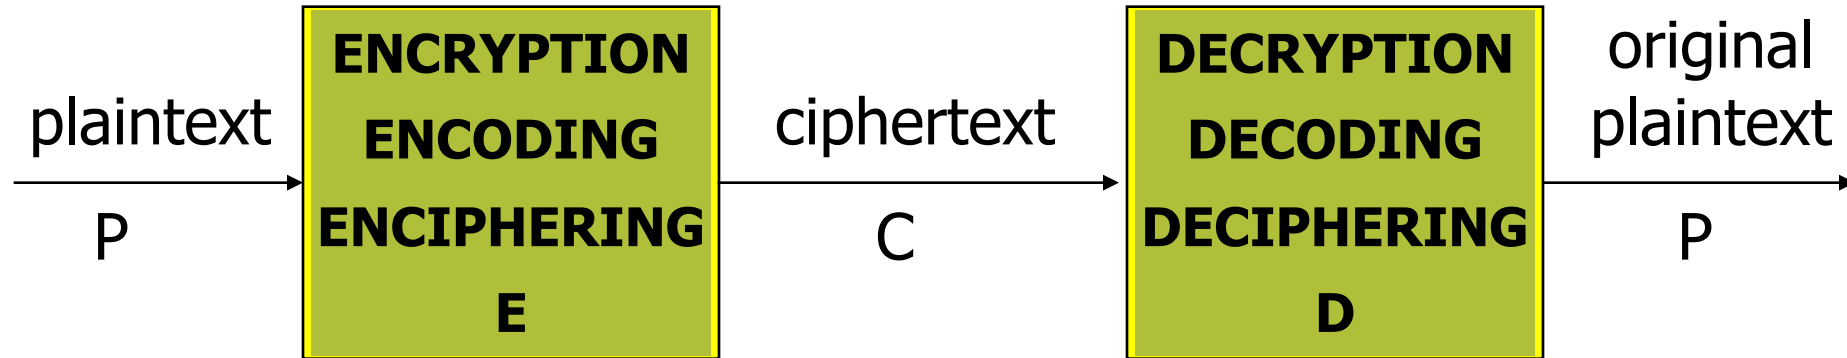 plaintext
P
ENCRYPTION
ENCODING
ENCIPHERING
E
ciphertext
C
DECRYPTION
DECODING
DECIPHERING
D
original
plaintext
P